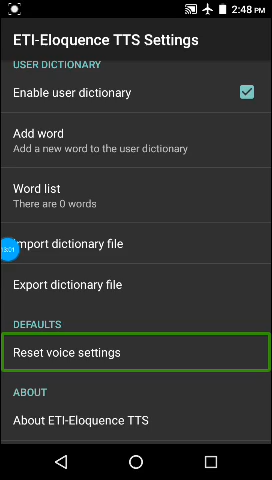 2:48 PM
ETI-Eloquence TTS Settings
USER DICTIONARY
Enable user dictionary
Add word
Add a new word to the user dictionary
Word list
There are 0 words
Import dictionary file
Export dictionary file
DEFAULTS
Reset voice settings
ABOUT
About ETI-Eloquence TTS